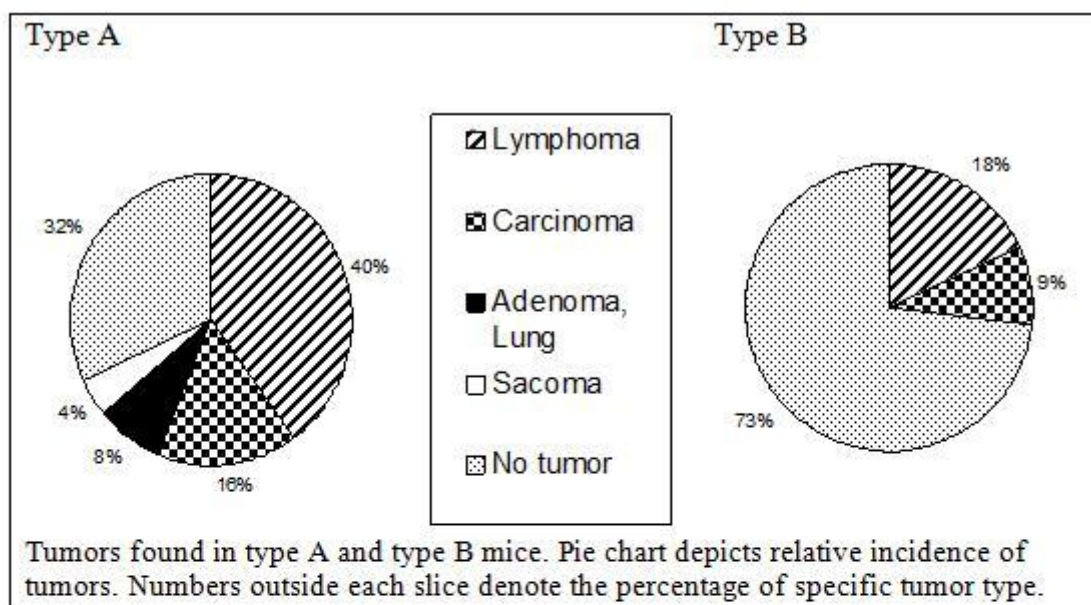 Type A
Type B
Lymphoma
Carcinoma
Adenoma,
Lung
Sacoma
No tumor
32%
40%
4%
8%
16%
18%
9%
73%
Tumors found in type A and type B mice. Pie chart depicts relative incidence of
tumors. Numbers outside each slice denote the percentage of specific tumor type.